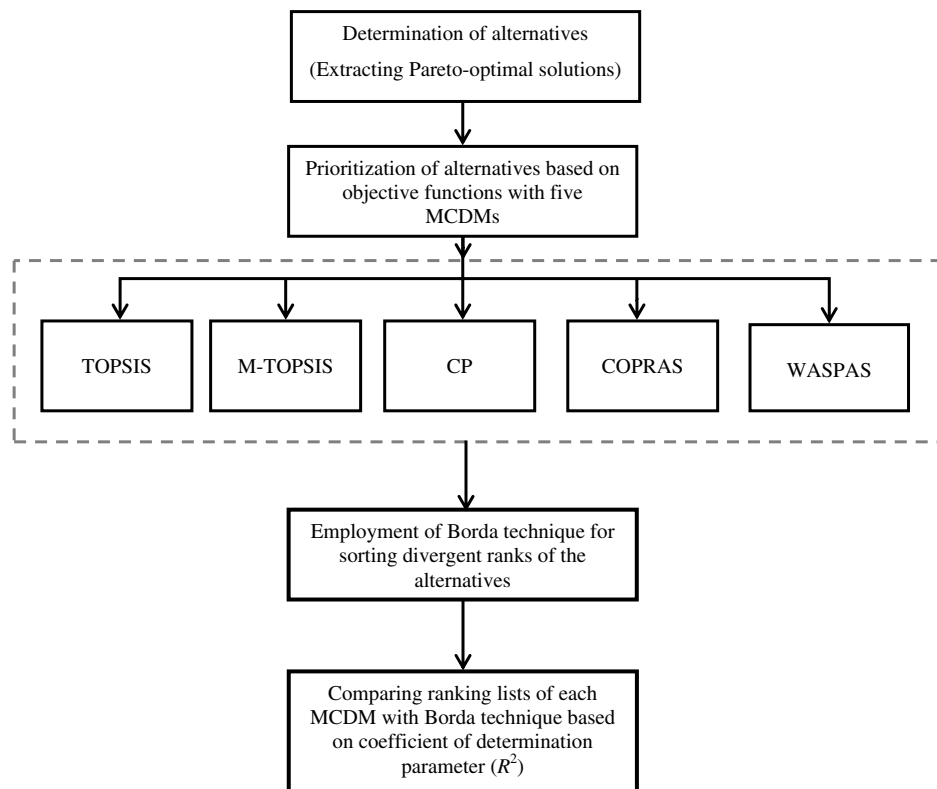 Determination of alternatives
(Extracting Pareto-optimal solutions)
Prioritization of alternatives based on
objective functions with five
MCDMs
TOPSIS
M-TOPSIS
CP
COPRAS
WASPAS
Employment of Borda technique for
sorting divergent ranks of the
alternatives
Comparing ranking lists of each
MCDM with Borda technique based
on coefficient of determination
parameter (R²)